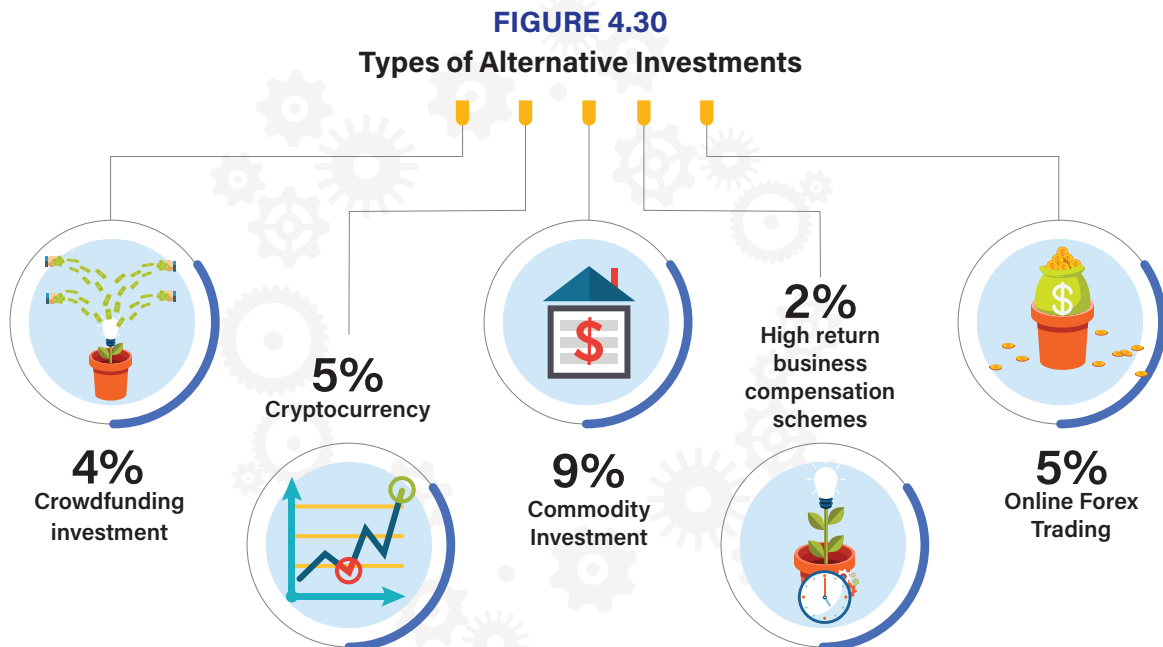 FIGURE 4.30
Types of Alternative Investments
4%
Crowdfunding
investment
5%
Cryptocurrency
$
9%
Commodity
Investment
2%
High return
business
compensation
schemes
$
5%
Online Forex
Trading